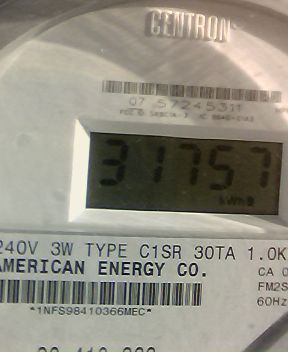 CENTRON
07 57245311
31757
kWh
240V 3W TYPE C1SR 30TA 1.0K
AMERICAN ENERGY CO.
CA 0
FM2S
60Hz
*1NFS98410366MEC*